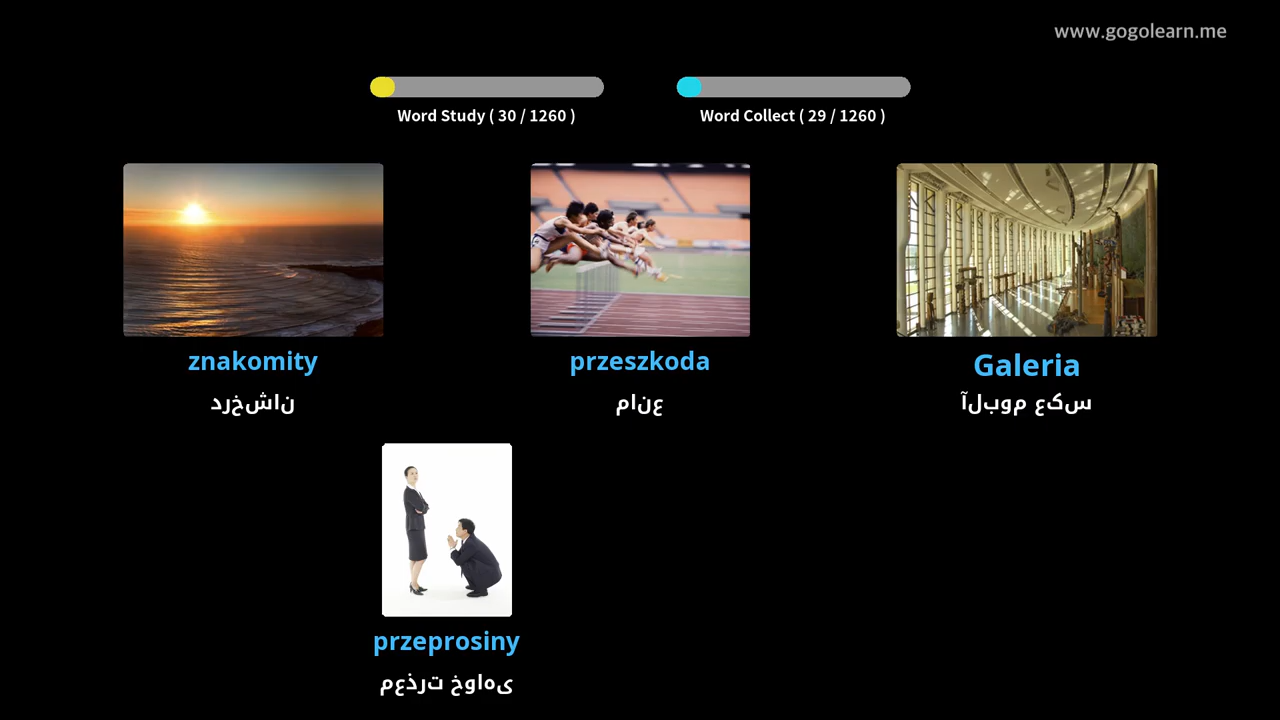 www.gogolearn.me
Word Study ( 30 / 1260 )
Word Collect ( 29 / 1260 )
znakomity
درخشان
przeszkoda
مانع
Galeria
آلبوم عکس
przeprosiny
معذرت خواهی